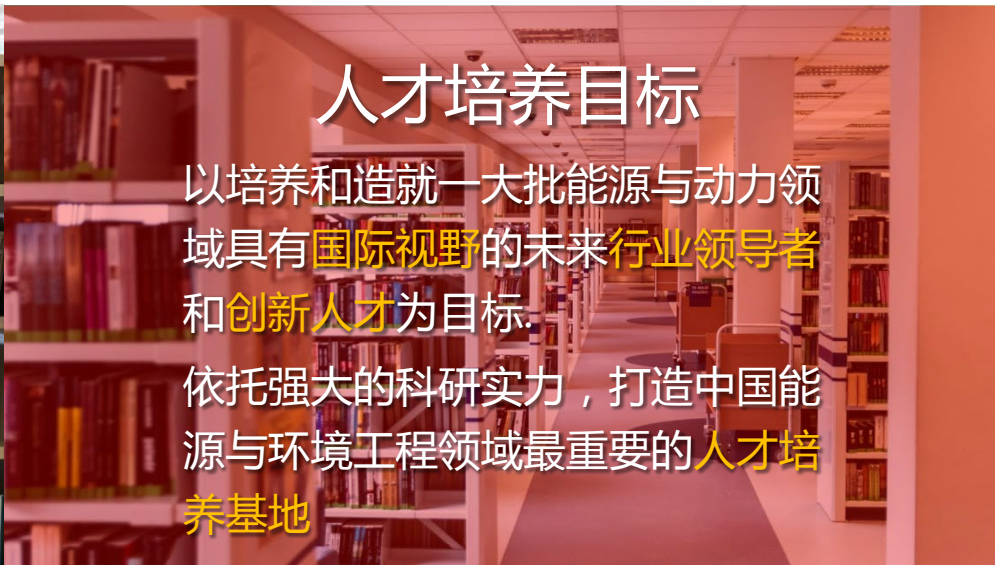 人才培养目标
以培养和造就一大批能源与动力领
域具有国际视野的未来行业领导者
和创新人才为目标.
依托强大的科研实力，打造中国能
源与环境工程领域最重要的人才培
养基地